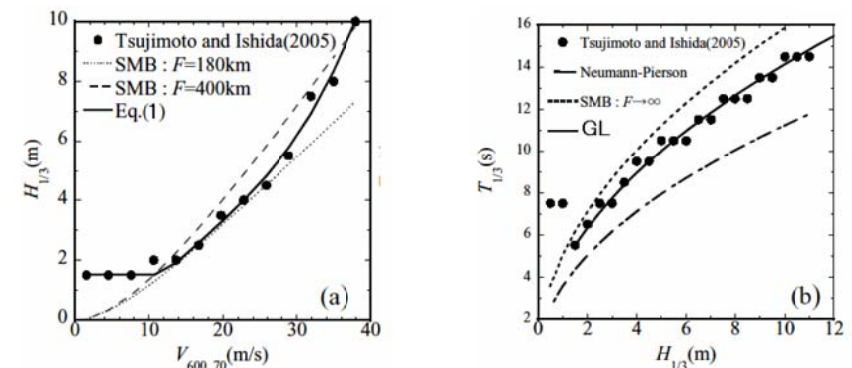 10
8
6
4
2
0
H1/3(m)
Tsujimoto and Ishida(2005)
SMB : F=180km
SMB : F=400km
Eq.(1)
(a)
0 10 20 30 40
V600_70(m/s)
16
14
12
10
8
6
4
2
T1/3(s)
Tsujimoto and Ishida(2005)
Neumann-Pierson
SMB : F→∞
GL
(b)
0 2 4 6 8 10 12
H1/3(m)